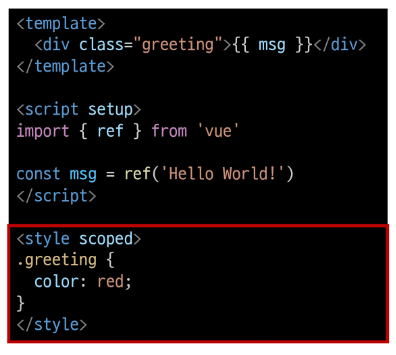 <template>
  <div class="greeting">{{ msg }}</div>
</template>

<script setup>
import { ref } from 'vue'

const msg = ref('Hello World!')
</script>

<style scoped>
.greeting {
  color: red;
}
</style>